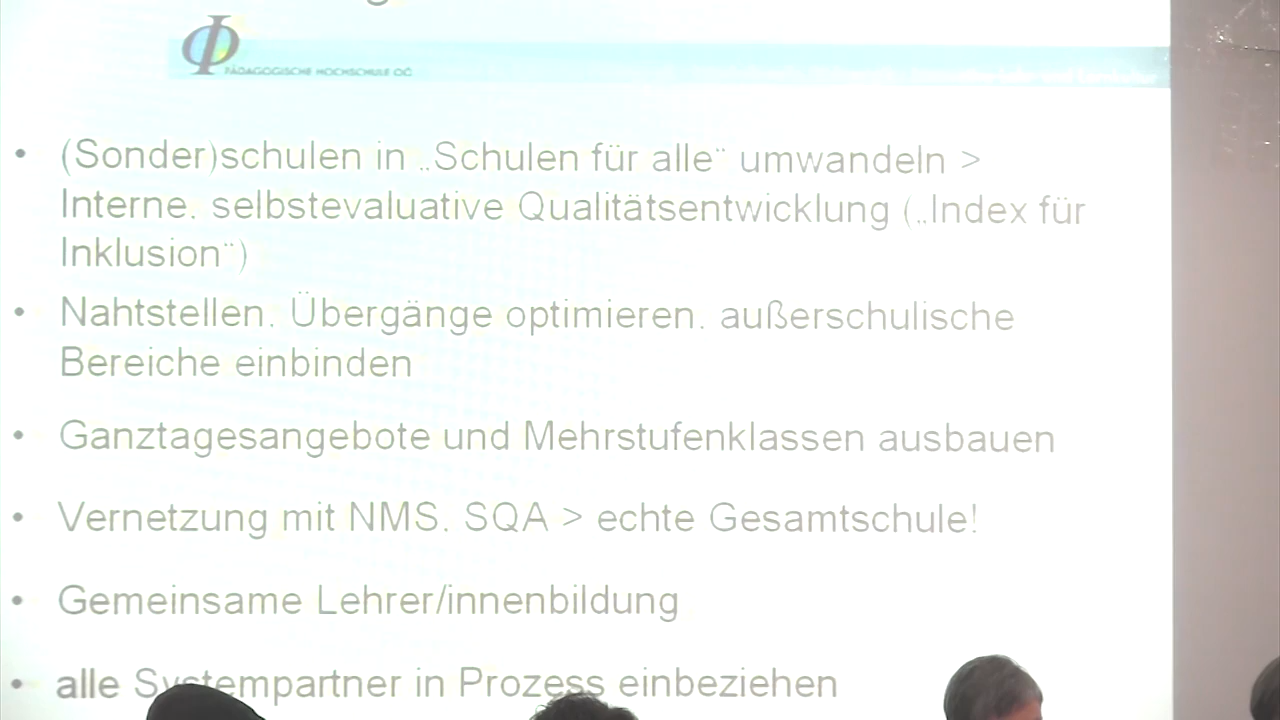 PÄDAGOGISCHE HOCHSCHULE OÖ
• (Sonder)schulen in „Schulen für alle“ umwandeln >
Interne, selbstevaluative Qualitätsentwicklung („Index für
Inklusion“)
• Nahtstellen, Übergänge optimieren, außerschulische
Bereiche einbinden
• Ganztagesangebote und Mehrstufenklassen ausbauen
• Vernetzung mit NMS, SQA > echte Gesamtschule!
• Gemeinsame Lehrer/innenbildung
• alle Systempartner in Prozess einbeziehen